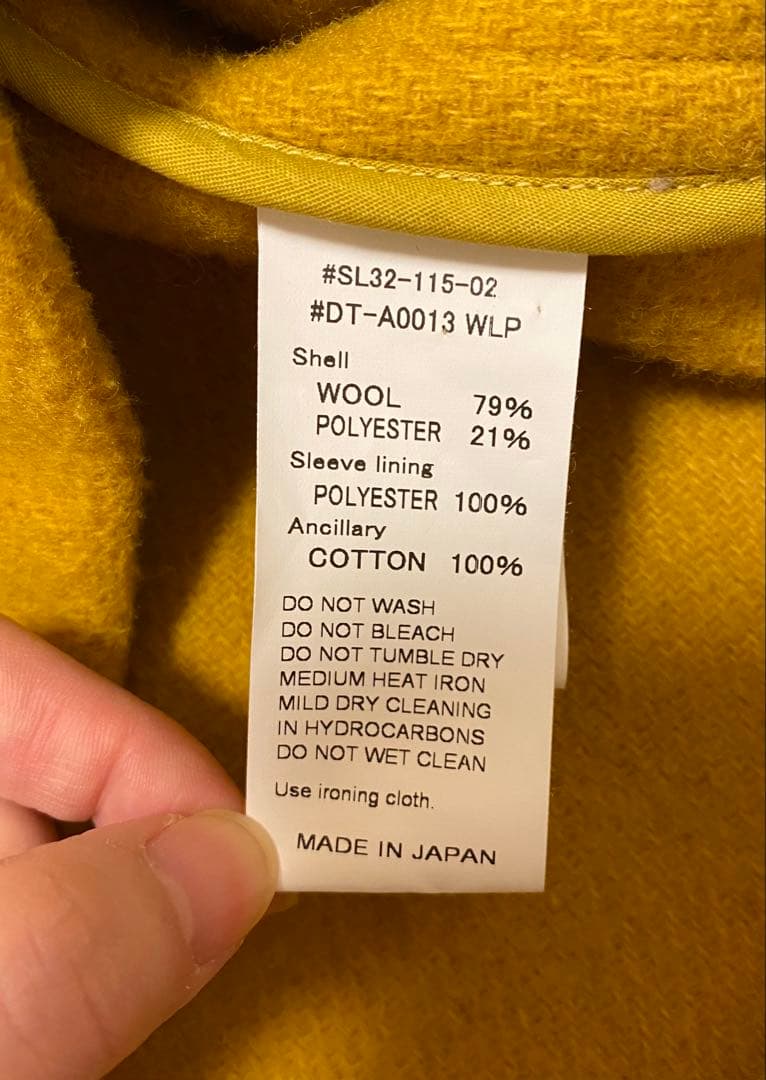 #SL32-115-02
#DT-A0013 WLP
Shell
WOOL 79%
POLYESTER 21%
Sleeve lining
POLYESTER 100%
Ancillary
COTTON 100%
DO NOT WASH
DO NOT BLEACH
DO NOT TUMBLE DRY
MEDIUM HEAT IRON
MILD DRY CLEANING
IN HYDROCARBONS
DO NOT WET CLEAN
Use ironing cloth.
MADE IN JAPAN